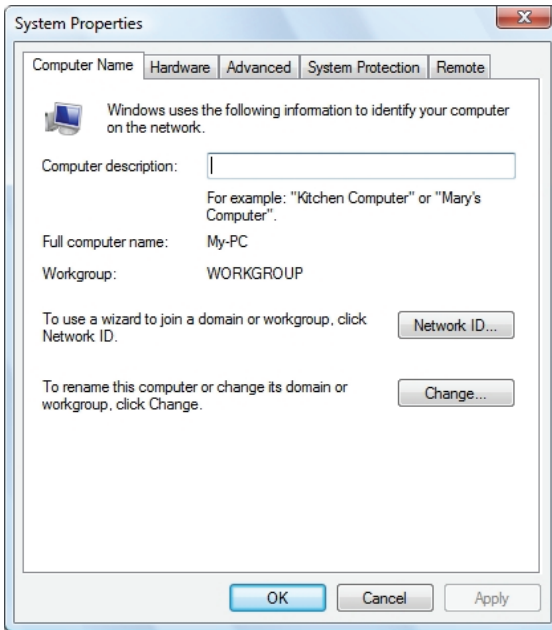 System Properties
Computer Name
Hardware
Advanced
System Protection
Remote
Windows uses the following information to identify your computer
on the network.
Computer description:
For example: "Kitchen Computer" or "Mary's
Computer".
Full computer name:
My-PC
Workgroup:
WORKGROUP
To use a wizard to join a domain or workgroup, click
Network ID.
Network ID...
To rename this computer or change its domain or
workgroup, click Change.
Change...
OK
Cancel
Apply